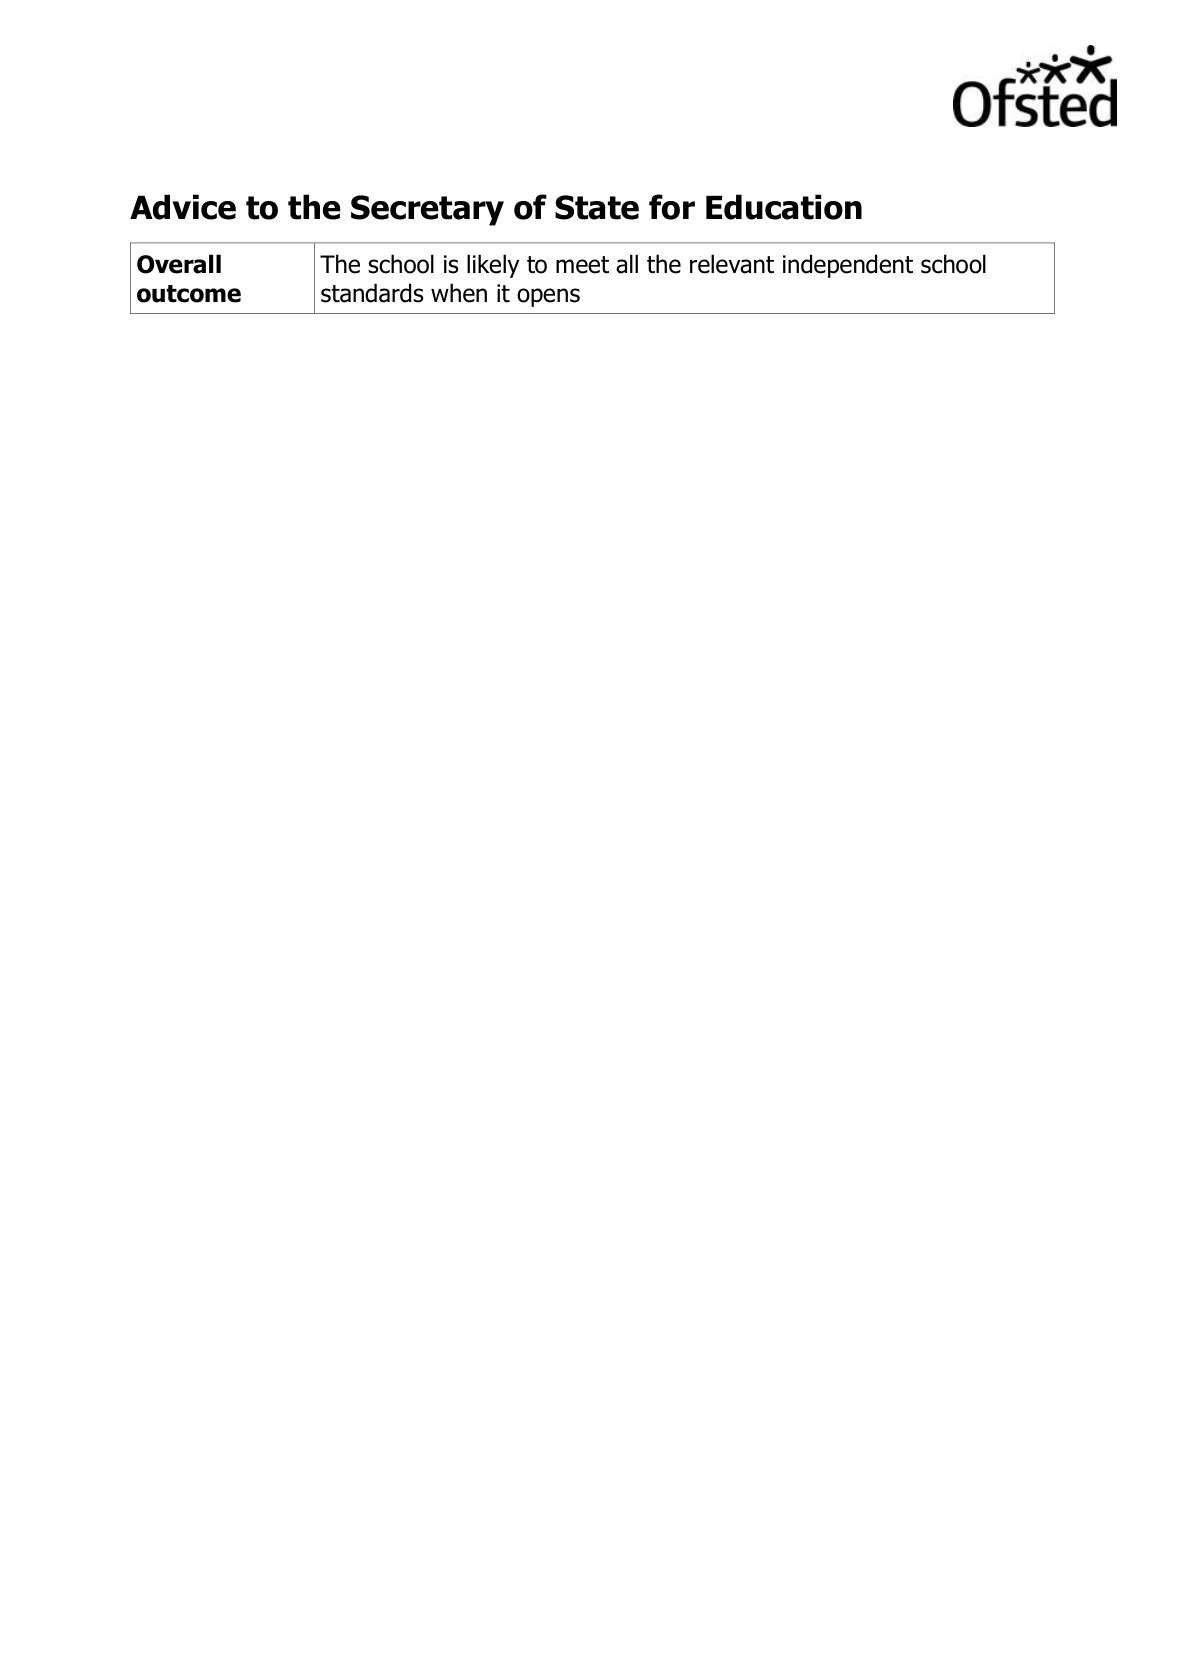 Ofsted
Advice to the Secretary of State for Education
Overall
outcome
The school is likely to meet all the relevant independent school
standards when it opens